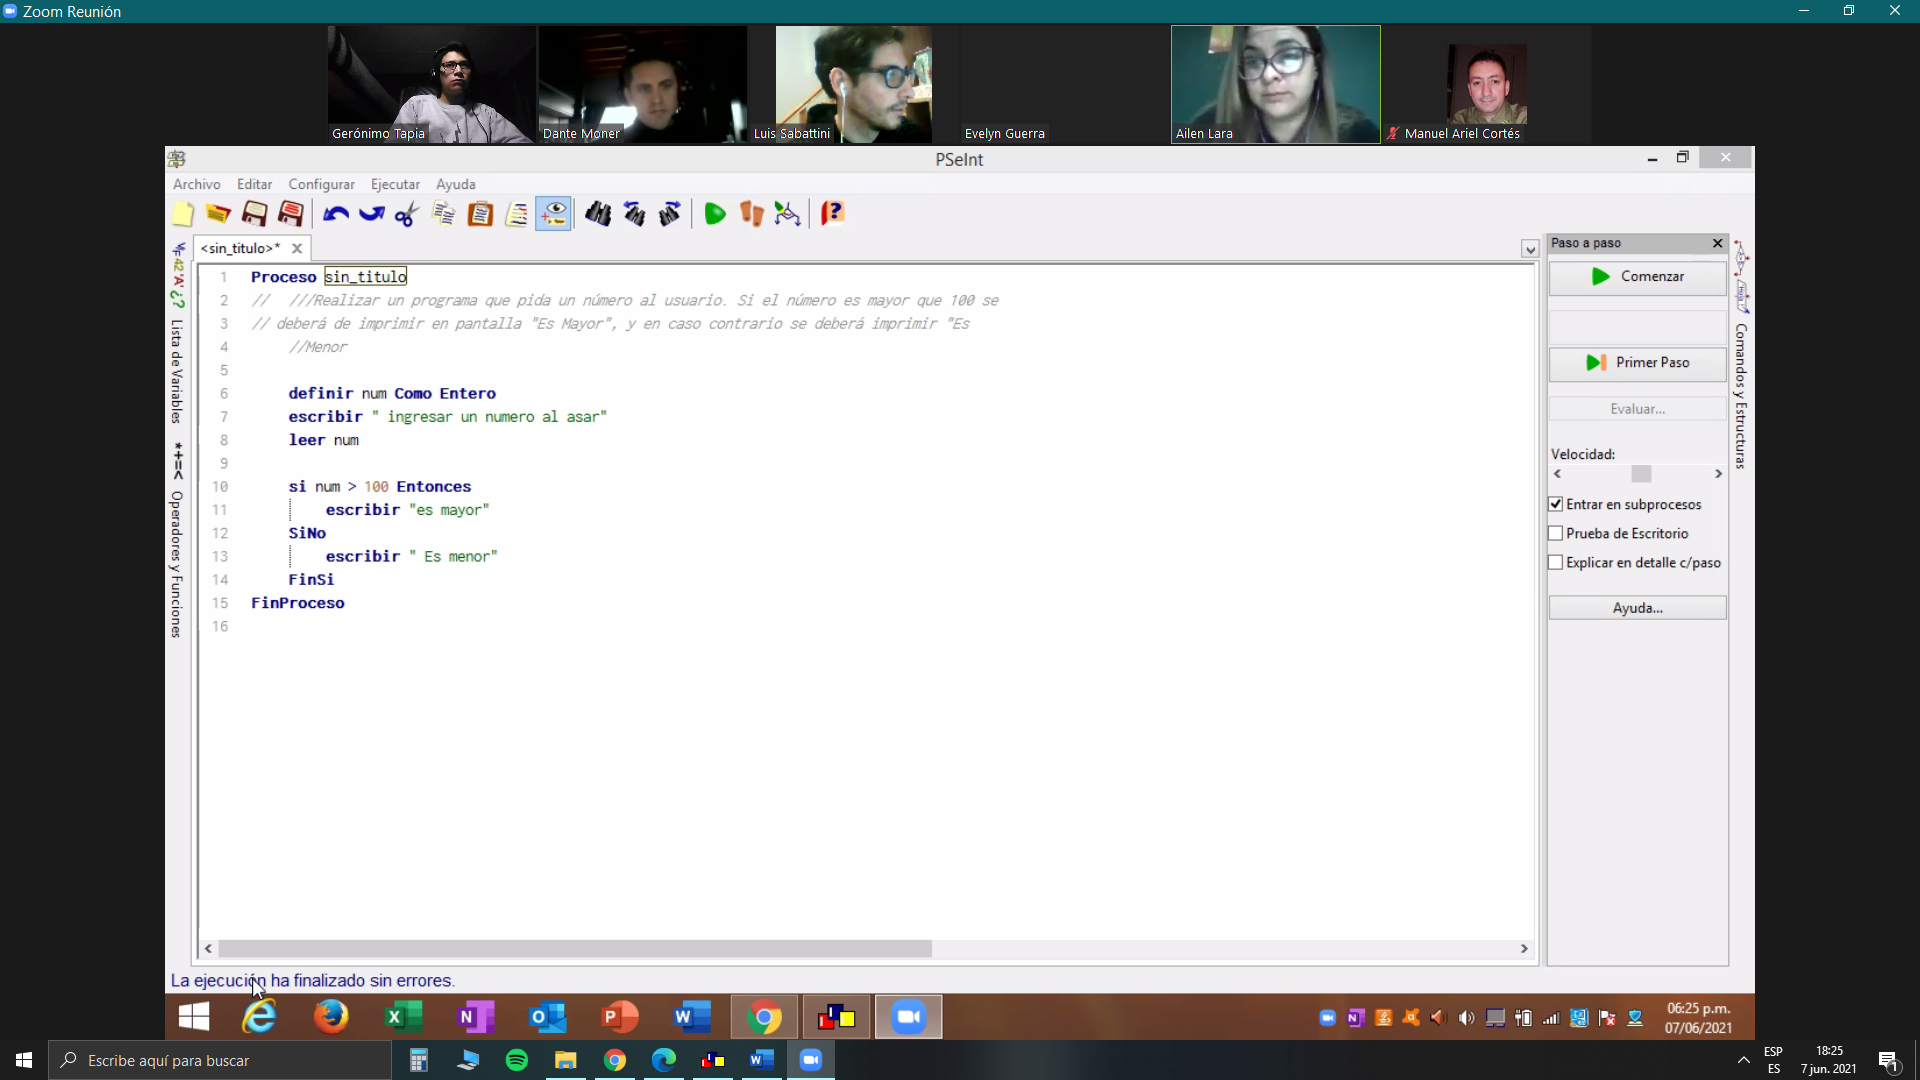 Zoom Reunión
Gerónimo Tapia
Dante Moner
Luis Sabattini
Evelyn Guerra
Ailen Lara
Manuel Ariel Cortés
PSeInt
Archivo Editar Configurar Ejecutar Ayuda
<sin_titulo>*
Lista de Variables
Operadores y Funciones
1 Proceso sin_titulo
2 // ///Realizar un programa que pida un número al usuario. Si el número es mayor que 100 se
3 // deberá de imprimir en pantalla "Es Mayor", y en caso contrario se deberá imprimir "Es
4 //Menor
5
6 definir num Como Entero
7 escribir " ingresar un numero al asar"
8 leer num
9
10 si num > 100 Entonces
11 escribir "es mayor"
12 SiNo
13 escribir " Es menor"
14 FinSi
15 FinProceso
16
Paso a paso
Comenzar
Primer Paso
Evaluar...
Velocidad:
Entrar en subprocesos
Prueba de Escritorio
Explicar en detalle c/paso
Ayuda...
Comandos y Estructuras
La ejecución ha finalizado sin errores.
06:25 p.m.
07/06/2021
Escribe aquí para buscar
ESP
ES
18:25
7 jun. 2021
1